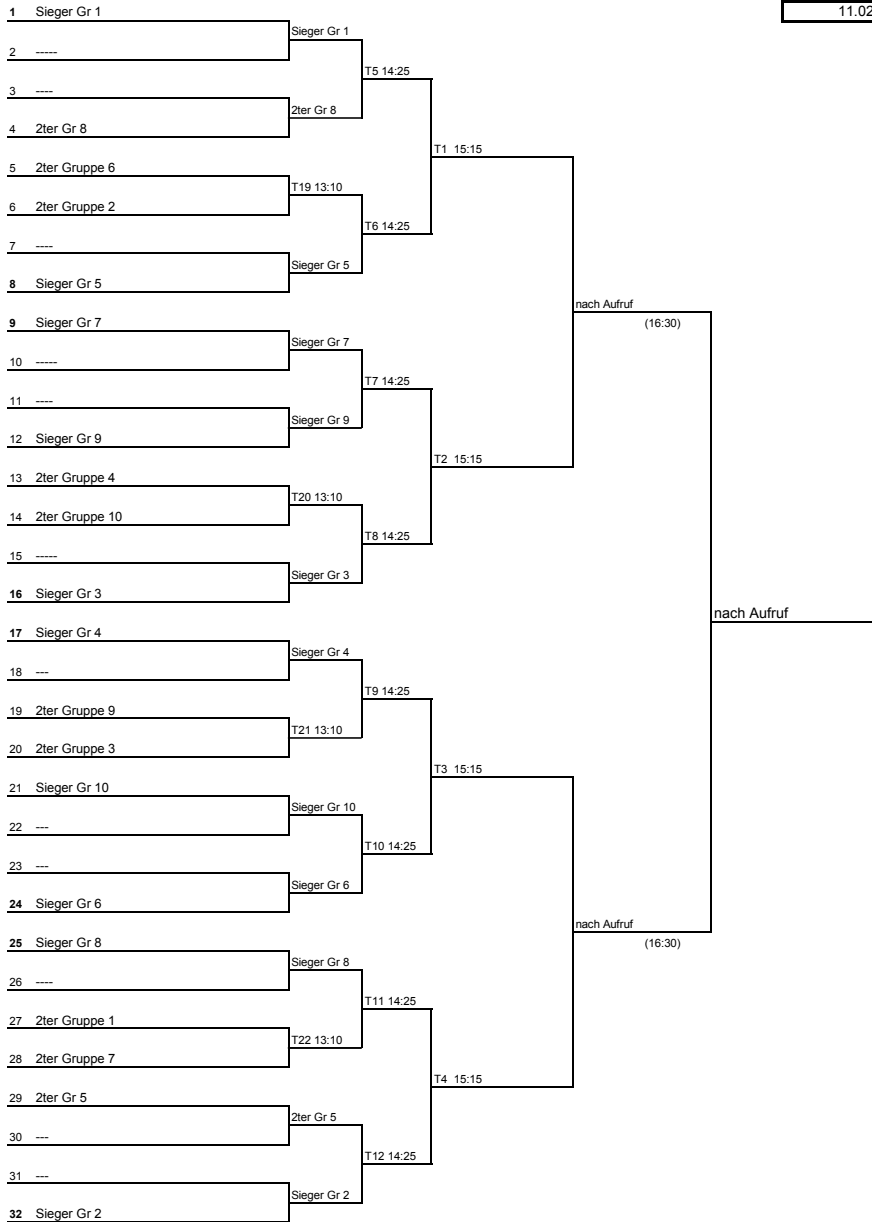 1 Sieger Gr 1
11.02
Sieger Gr 1
2 -----
T5 14:25
3 ----
2ter Gr 8
4 2ter Gr 8
T1 15:15
5 2ter Gruppe 6
T19 13:10
6 2ter Gruppe 2
T6 14:25
7 ----
Sieger Gr 5
8 Sieger Gr 5
nach Aufruf
(16:30)
9 Sieger Gr 7
Sieger Gr 7
10 -----
T7 14:25
11 ----
Sieger Gr 9
12 Sieger Gr 9
T2 15:15
13 2ter Gruppe 4
T20 13:10
14 2ter Gruppe 10
T8 14:25
15 -----
Sieger Gr 3
16 Sieger Gr 3
nach Aufruf
17 Sieger Gr 4
Sieger Gr 4
18 ---
T9 14:25
19 2ter Gruppe 9
T21 13:10
20 2ter Gruppe 3
T3 15:15
21 Sieger Gr 10
Sieger Gr 10
22 ---
T10 14:25
23 ---
Sieger Gr 6
24 Sieger Gr 6
nach Aufruf
(16:30)
25 Sieger Gr 8
Sieger Gr 8
26 ----
T11 14:25
27 2ter Gruppe 1
T22 13:10
28 2ter Gruppe 7
T4 15:15
29 2ter Gr 5
2ter Gr 5
30 ---
T12 14:25
31 ---
Sieger Gr 2
32 Sieger Gr 2